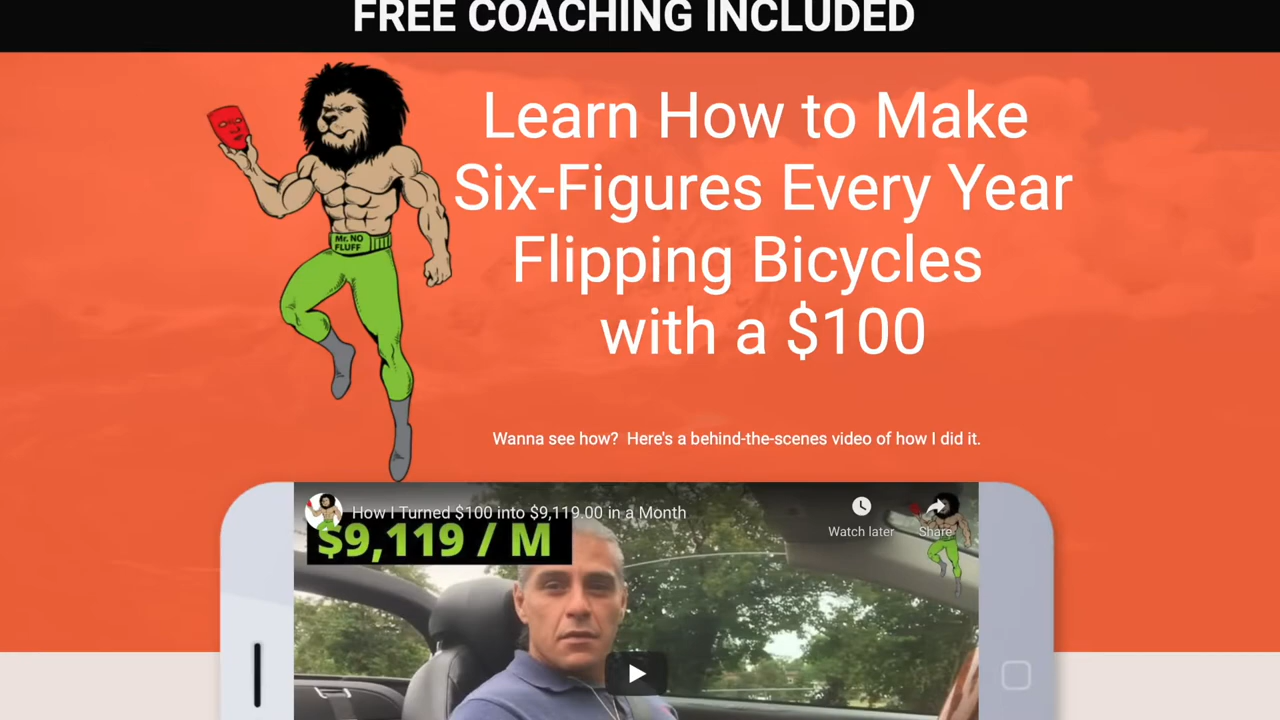 FREE COACHING INCLUDED
Learn How to Make
Six-Figures Every Year
Flipping Bicycles
with a $100
Mr. NO
FLUFF
Wanna see how? Here's a behind-the-scenes video of how I did it.
How I Turned $100 into $9,119.00 in a Month
$9,119 / M
Watch later
Share